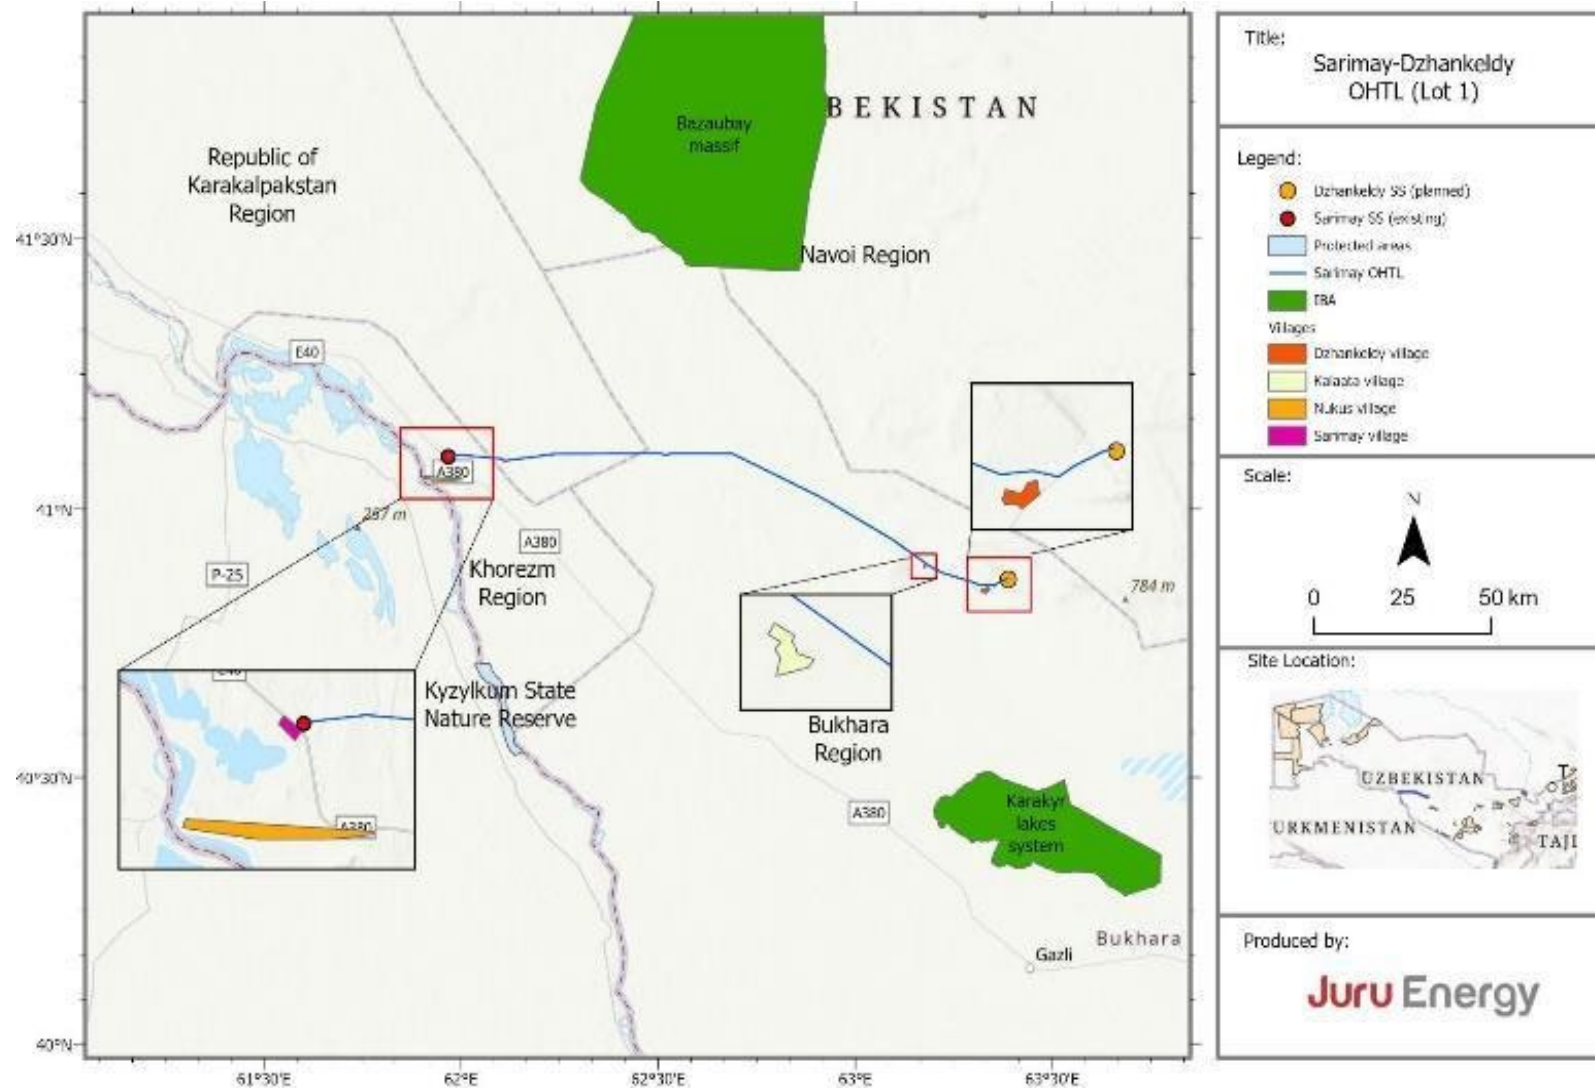 Title:
Sarimay-Dzhankeldy
OHTL (Lot 1)
Legend:
Dzhankeldy SS (planned)
Sarimay SS (existing)
Protected areas
Sarimay OHTL
IBA
Villages
Dzhankeldy village
Kalaata village
Nukus village
Sarimay village
Scale:
N
0 25 50 km
Site Location:
UZBEKISTAN
URKMENISTAN
TAJI
T
Produced by:
Juru Energy
BEKISTAN
Bazaubay
massif
Republic of
Karakalpakstan
Region
Navoi Region
E40
A380
287 m
A380
P-25
Khorezm
Region
784 m
Kyzylkum State
Nature Reserve
E40
A380
Bukhara
Region
A380
Karakyr
lakes
system
Bukhara
Gazli
41°30'N
41°N
40°30'N
40°N
61°30'E
62°E
62°30'E
63°E
63°30'E